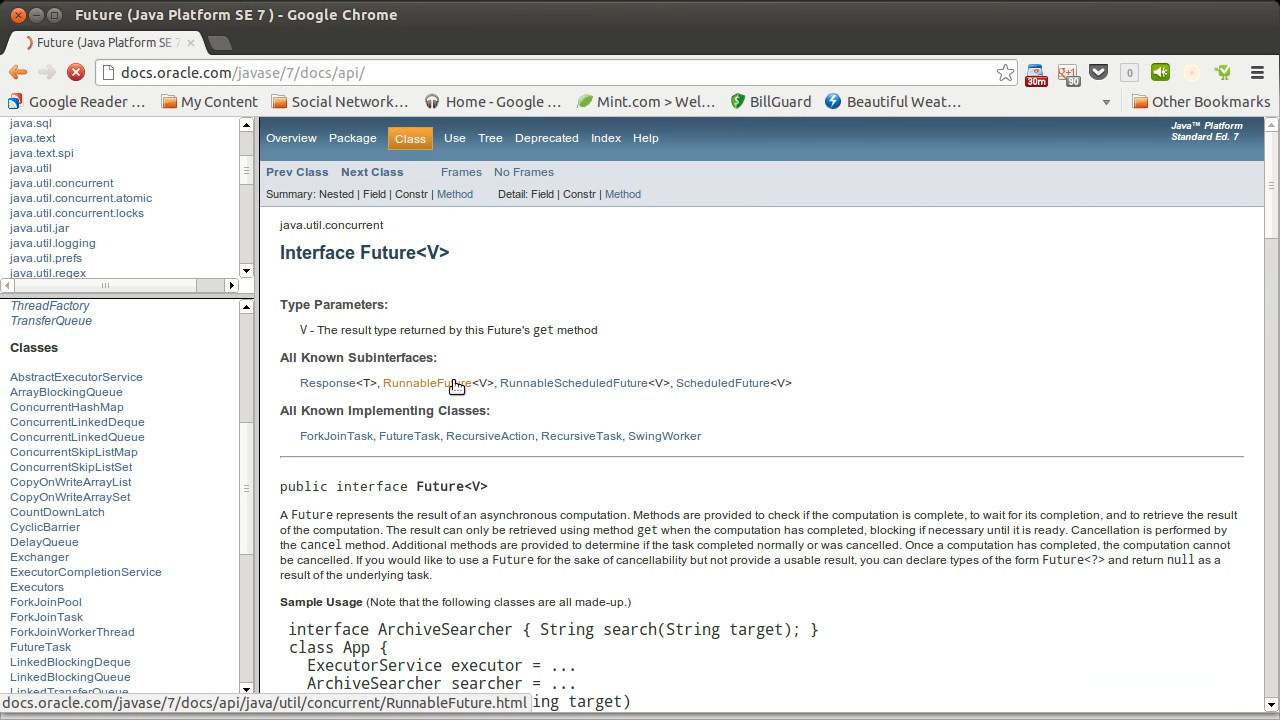 Future (Java Platform SE 7 ) - Google Chrome
Future (Java Platform SE 7
docs.oracle.com/javase/7/docs/api/
30m
90
0
Google Reader ...
My Content
Social Network...
Home - Google ...
Mint.com > Wel...
BillGuard
Beautiful Weat...
Other Bookmarks
java.sql
java.text
java.text.spi
java.util
java.util.concurrent
java.util.concurrent.atomic
java.util.concurrent.locks
java.util.jar
java.util.logging
java.util.prefs
java.util.regex
ThreadFactory
TransferQueue
Classes
AbstractExecutorService
ArrayBlockingQueue
ConcurrentHashMap
ConcurrentLinkedDeque
ConcurrentLinkedQueue
ConcurrentSkipListMap
ConcurrentSkipListSet
CopyOnWriteArrayList
CopyOnWriteArraySet
CountDownLatch
CyclicBarrier
DelayQueue
Exchanger
ExecutorCompletionService
Executors
ForkJoinPool
ForkJoinTask
ForkJoinWorkerThread
FutureTask
LinkedBlockingDeque
LinkedBlockingQueue
LinkedTransferQueue
Overview Package Class Use Tree Deprecated Index Help
Java™ Platform
Standard Ed. 7
Prev Class Next Class Frames No Frames
Summary: Nested | Field | Constr | Method Detail: Field | Constr | Method
java.util.concurrent
Interface Future<V>
Type Parameters:
V - The result type returned by this Future's get method
All Known Subinterfaces:
Response<T>, RunnableFuture<V>, RunnableScheduledFuture<V>, ScheduledFuture<V>
All Known Implementing Classes:
ForkJoinTask, FutureTask, RecursiveAction, RecursiveTask, SwingWorker
public interface Future<V>
A Future represents the result of an asynchronous computation. Methods are provided to check if the computation is complete, to wait for its completion, and to retrieve the result
of the computation. The result can only be retrieved using method get when the computation has completed, blocking if necessary until it is ready. Cancellation is performed by
the cancel method. Additional methods are provided to determine if the task completed normally or was cancelled. Once a computation has completed, the computation cannot
be cancelled. If you would like to use a Future for the sake of cancellability but not provide a usable result, you can declare types of the form Future<?> and return null as a
result of the underlying task.
Sample Usage (Note that the following classes are all made-up.)
interface ArchiveSearcher { String search(String target); }
class App {
ExecutorService executor = ...
ArchiveSearcher searcher = ...
ing target)
docs.oracle.com/javase/7/docs/api/java/util/concurrent/RunnableFuture.html